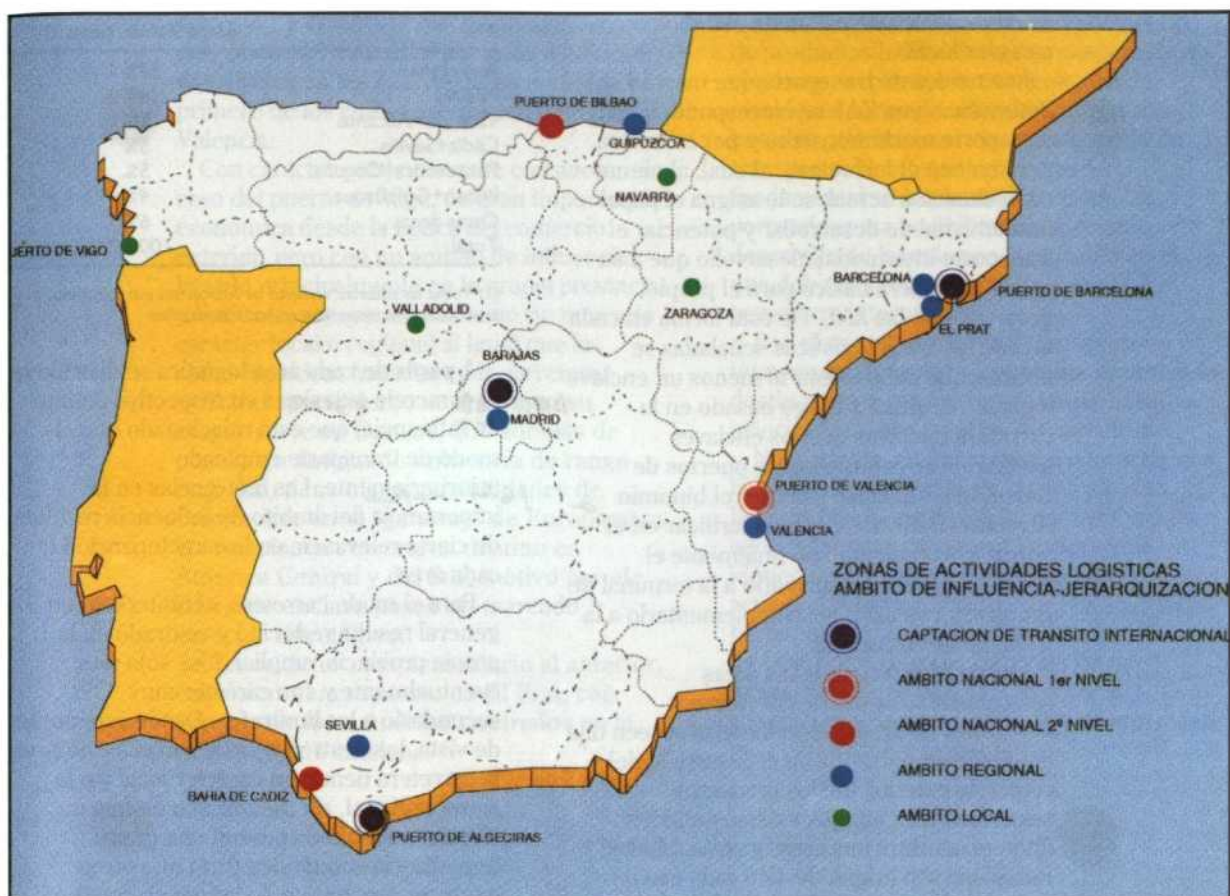 PUERTO DE BILBAO
GUIPUZCOA
NAVARRA
PUERTO DE VIGO
BARCELONA
PUERTO DE BARCELONA
EL PRAT
ZARAGOZA
VALLADOLID
BARAJAS
MADRID
PUERTO DE VALENCIA
VALENCIA
ZONAS DE ACTIVIDADES LOGISTICAS
AMBITO DE INFLUENCIA-JERARQUIZACION
CAPTACION DE TRANSITO INTERNACIONAL
AMBITO NACIONAL 1er NIVEL
AMBITO NACIONAL 2º NIVEL
AMBITO REGIONAL
AMBITO LOCAL
SEVILLA
BAHIA DE CADIZ
PUERTO DE ALGECIRAS